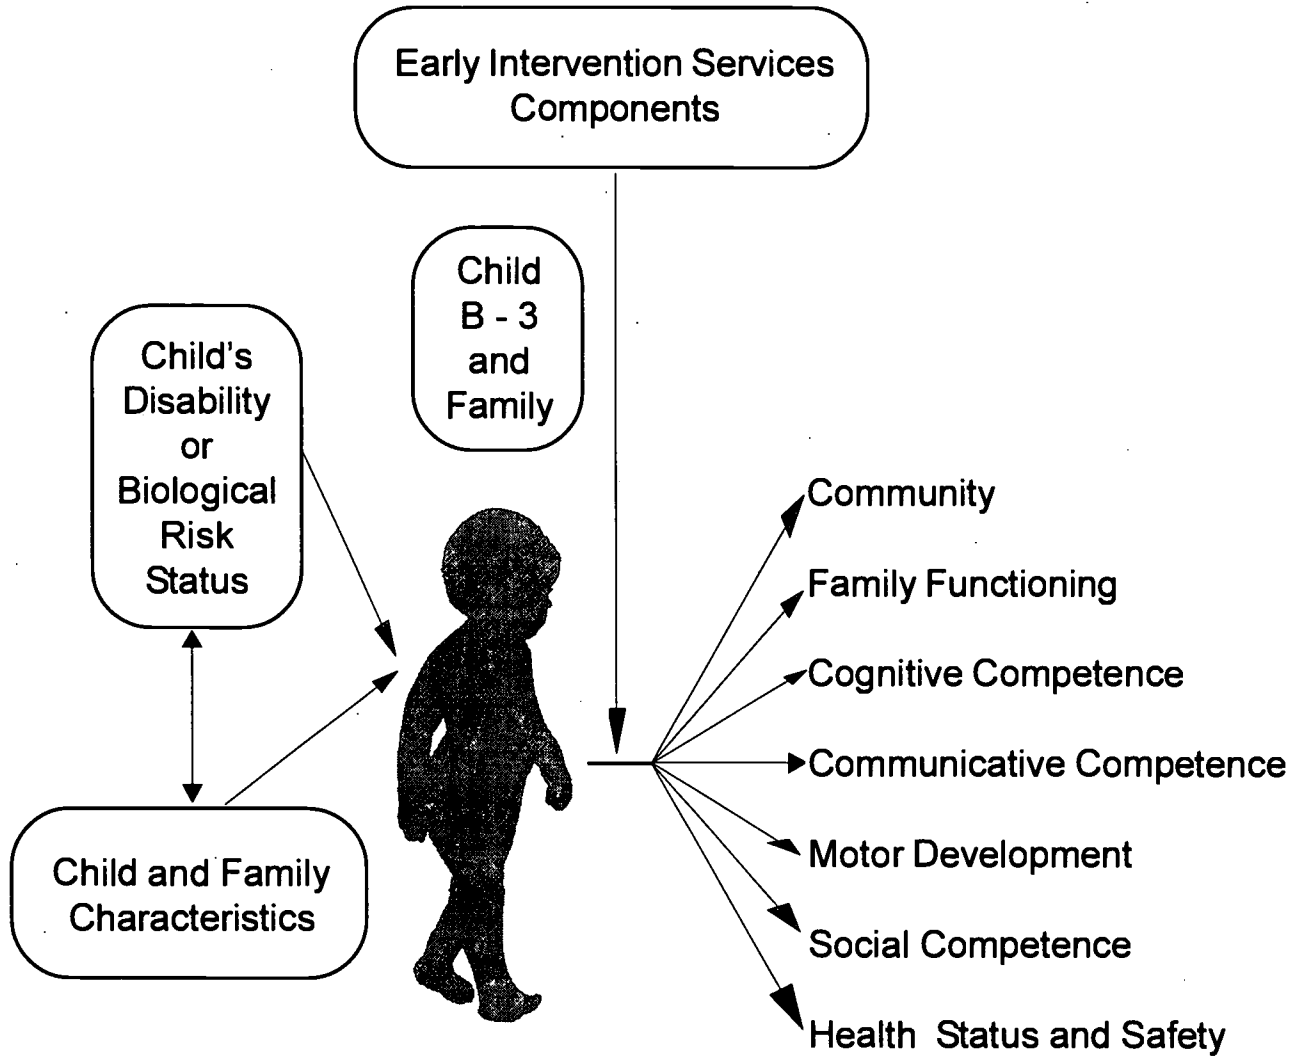 Early Intervention Services
Components
Child
B - 3
and
Family
Child's
Disability
or
Biological
Risk
Status
Child and Family
Characteristics
Community
Family Functioning
Cognitive Competence
Communicative Competence
Motor Development
Social Competence
Health Status and Safety